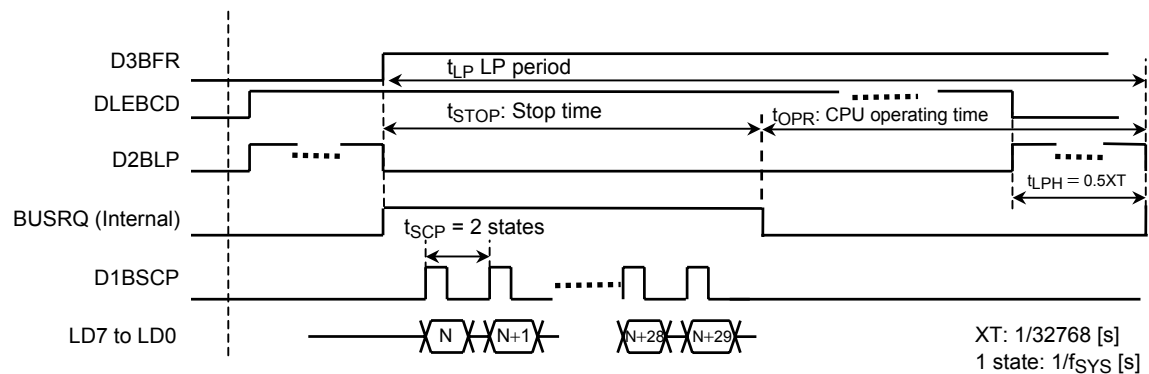 D3BFR
tLP LP period
DLEBCD
tSTOP: Stop time
tOPR: CPU operating time
D2BLP
tLPH = 0.5XT
BUSRQ (Internal)
tSCP = 2 states
D1BSCP
LD7 to LD0
N
N+1
N+28
N+29
XT: 1/32768 [s]
1 state: 1/fSYS [s]